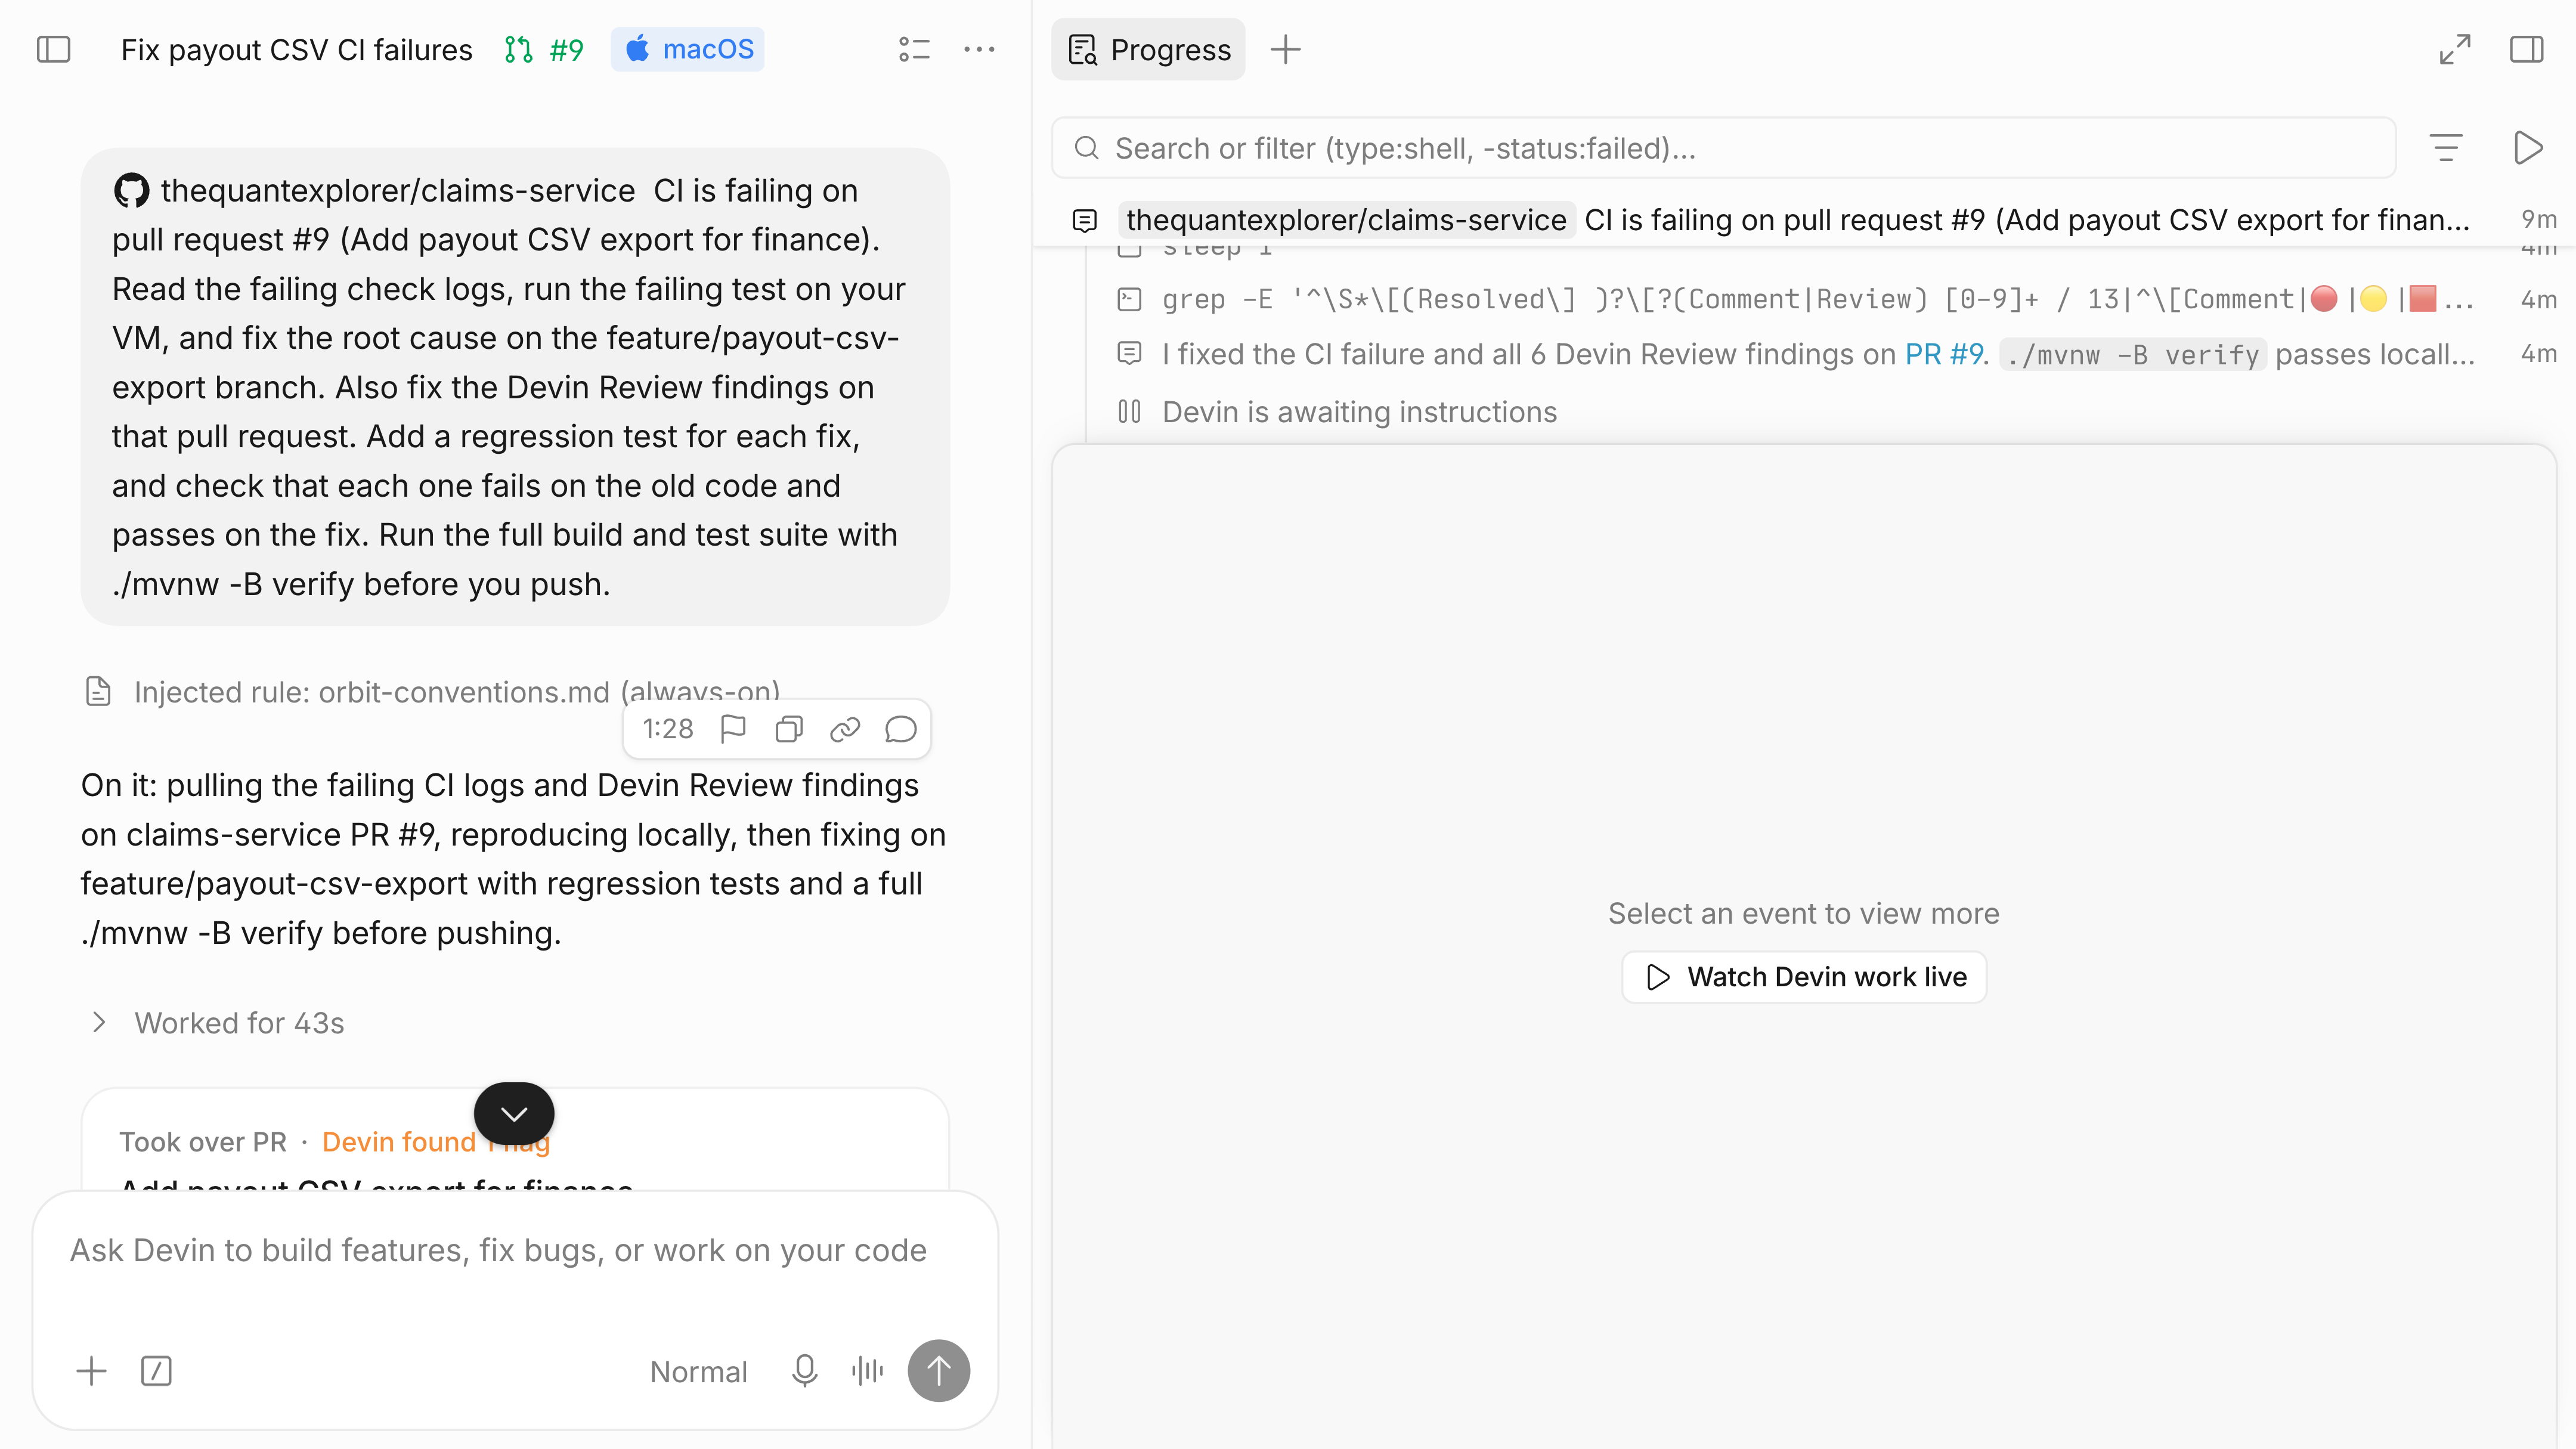 Fix payout CSV CI failures #9 macOS
thequantexplorer/claims-service CI is failing on
pull request #9 (Add payout CSV export for finance).
Read the failing check logs, run the failing test on your
VM, and fix the root cause on the feature/payout-csv-
export branch. Also fix the Devin Review findings on
that pull request. Add a regression test for each fix,
and check that each one fails on the old code and
passes on the fix. Run the full build and test suite with
./mvnw -B verify before you push.
Injected rule: orbit-conventions.md (always-on)
1:28
On it: pulling the failing CI logs and Devin Review findings
on claims-service PR #9, reproducing locally, then fixing on
feature/payout-csv-export with regression tests and a full
./mvnw -B verify before pushing.
Worked for 43s
Took over PR · Devin found 1 flag
Add payout CSV export for finance
Ask Devin to build features, fix bugs, or work on your code
Normal
Progress
Search or filter (type:shell, -status:failed)...
thequantexplorer/claims-service CI is failing on pull request #9 (Add payout CSV export for finan... 9m
sleep 1 4m
grep -E '^\S*\[(Resolved\] )?\[?(Comment|Review) [0-9]+ / 13|^\[Comment|🔴|🟡|🟥... 4m
I fixed the CI failure and all 6 Devin Review findings on PR #9. ./mvnw -B verify passes locall... 4m
Devin is awaiting instructions
Select an event to view more
Watch Devin work live